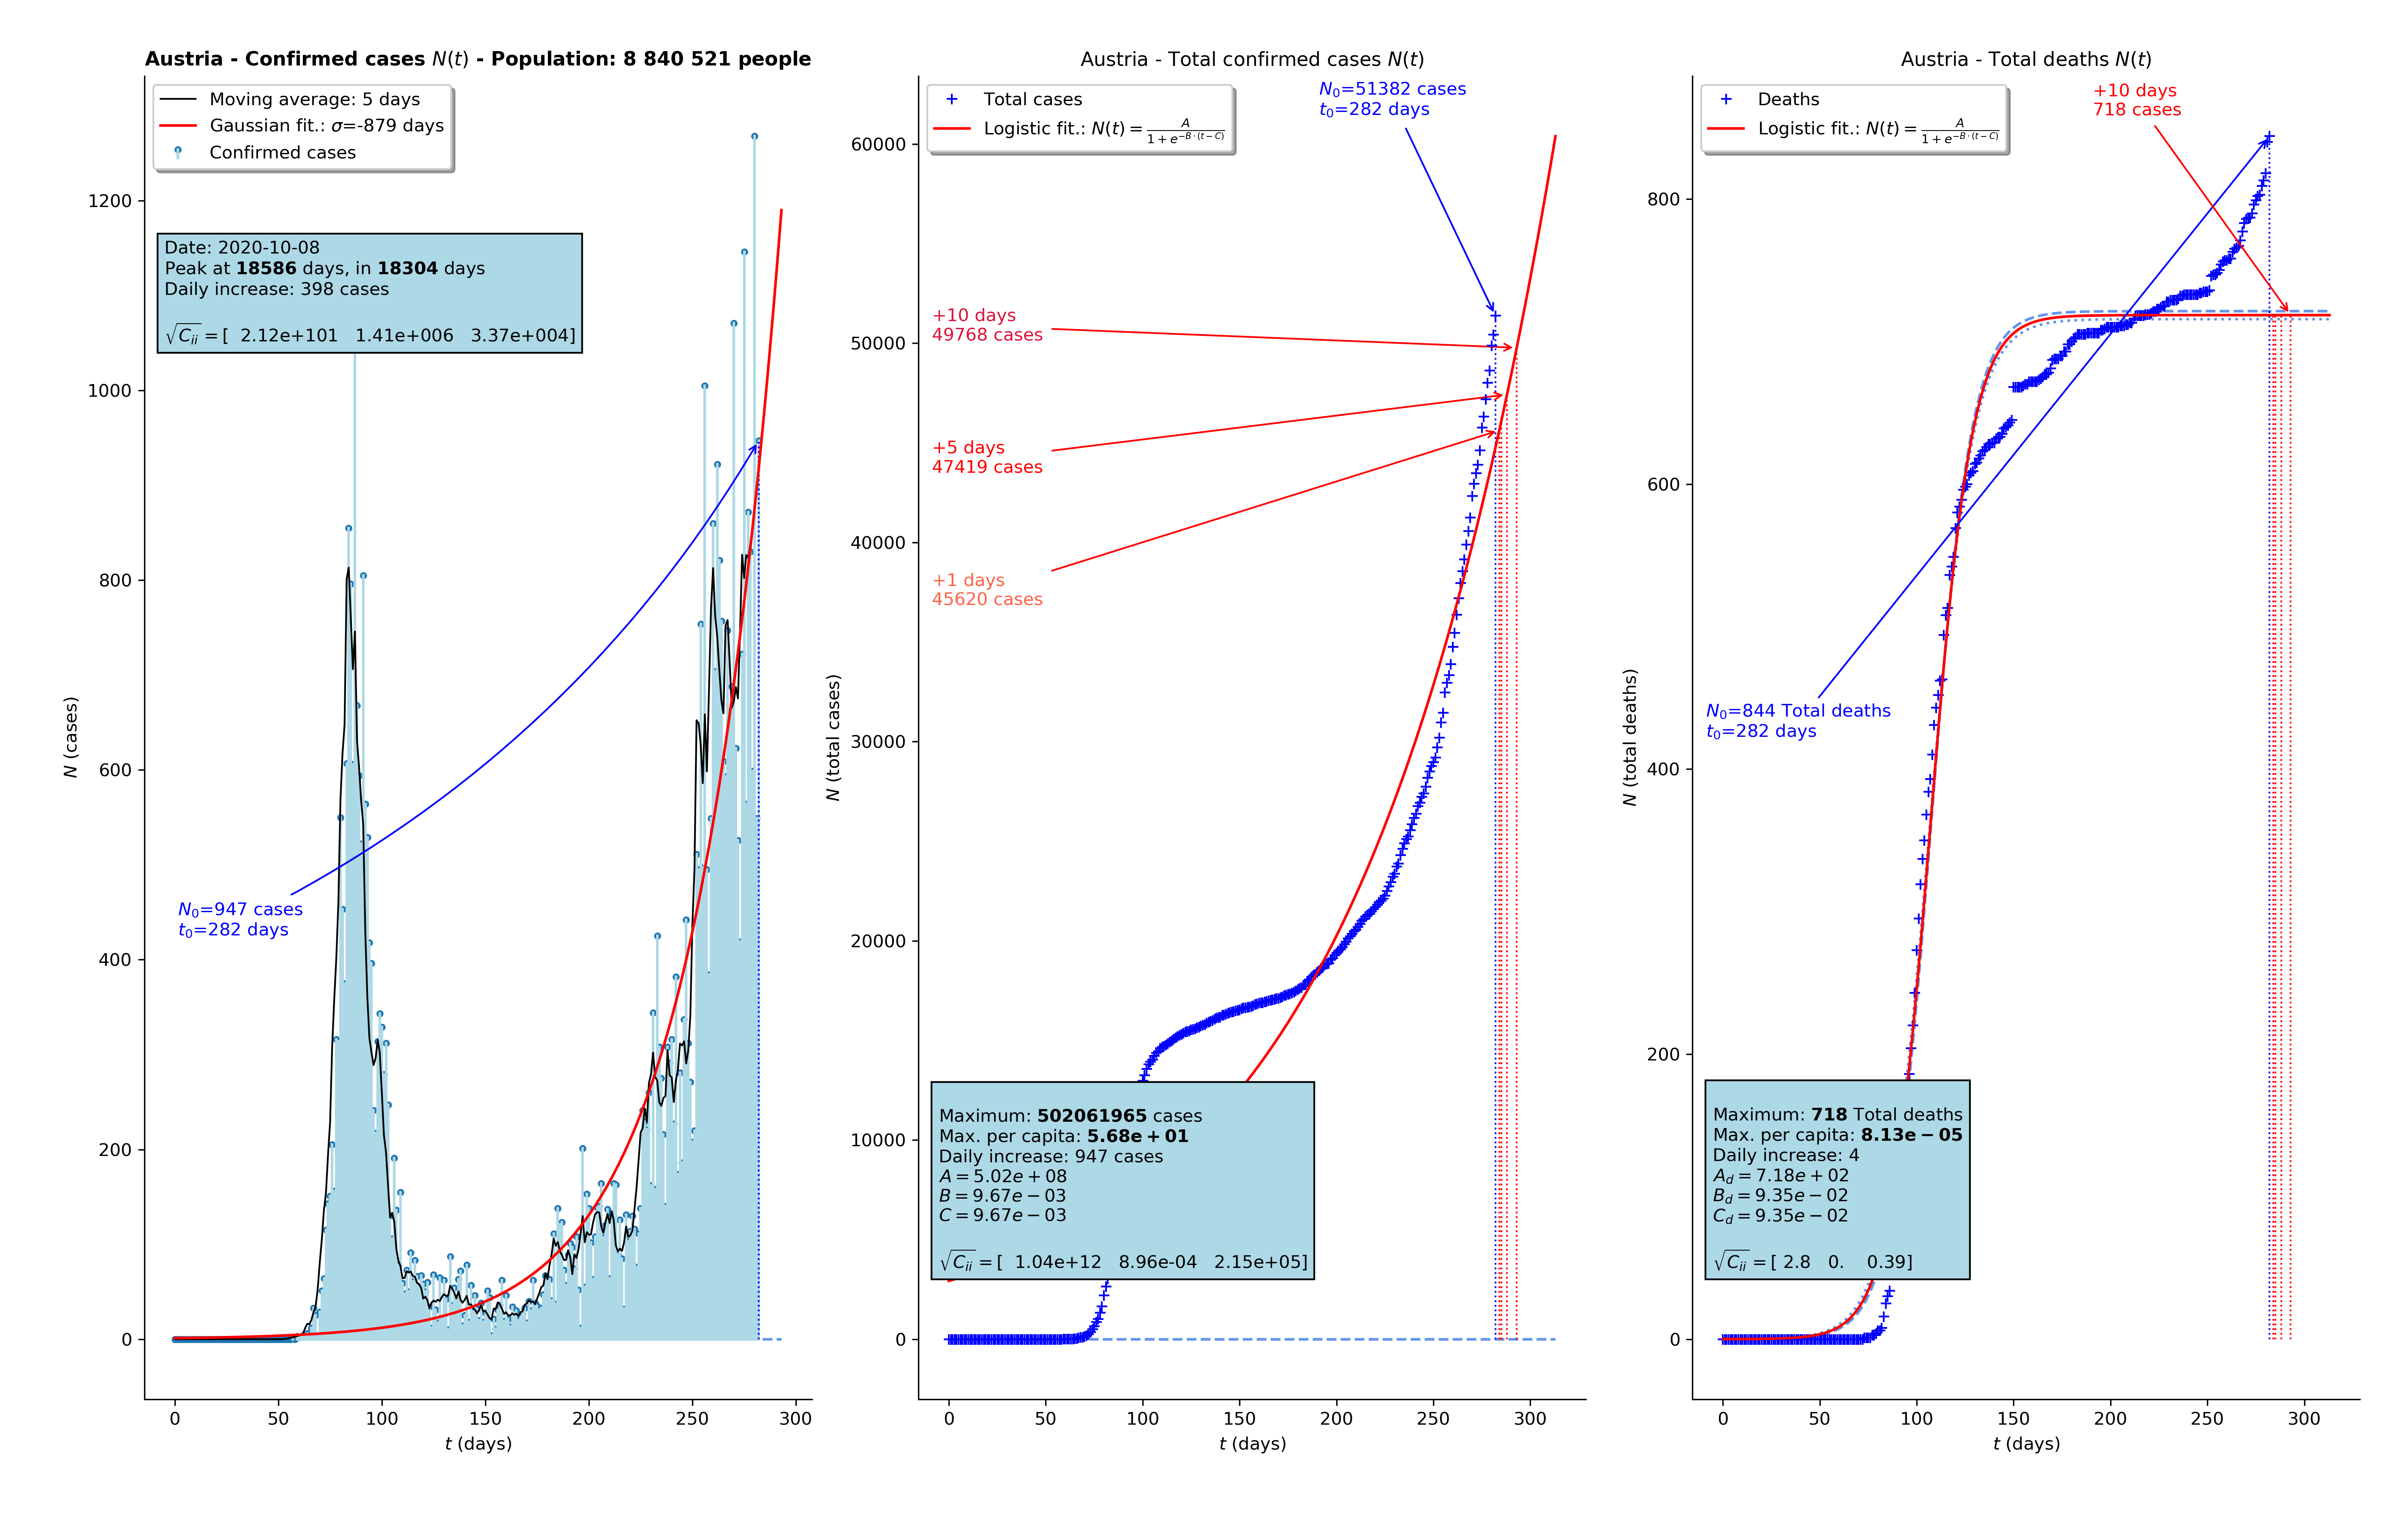 Austria - Confirmed cases N(t) - Population: 8 840 521 people
Moving average: 5 days
Gaussian fit.: σ=-879 days
Confirmed cases
Date: 2020-10-08
Peak at 18586 days, in 18304 days
Daily increase: 398 cases
√Cii = [ 2.12e+101 1.41e+006 3.37e+004]
N0=947 cases
t0=282 days
N (cases)
1200
1000
800
600
400
200
0
0 50 100 150 200 250 300
t (days)
Austria - Total confirmed cases N(t)
Total cases
Logistic fit.: N(t) = A / (1 + e^(−B·(t−C)))
N0=51382 cases
t0=282 days
+10 days
49768 cases
+5 days
47419 cases
+1 days
45620 cases
N (total cases)
60000
50000
40000
30000
20000
10000
0
Maximum: 502061965 cases
Max. per capita: 5.68e + 01
Daily increase: 947 cases
A = 5.02e + 08
B = 9.67e − 03
C = 9.67e − 03
√Cii = [ 1.04e+12 8.96e-04 2.15e+05]
0 50 100 150 200 250 300
t (days)
Austria - Total deaths N(t)
Deaths
Logistic fit.: N(t) = A / (1 + e^(−B·(t−C)))
+10 days
718 cases
N0=844 Total deaths
t0=282 days
N (total deaths)
800
600
400
200
0
Maximum: 718 Total deaths
Max. per capita: 8.13e − 05
Daily increase: 4
Ad = 7.18e + 02
Bd = 9.35e − 02
Cd = 9.35e − 02
√Cii = [ 2.8 0. 0.39]
0 50 100 150 200 250 300
t (days)